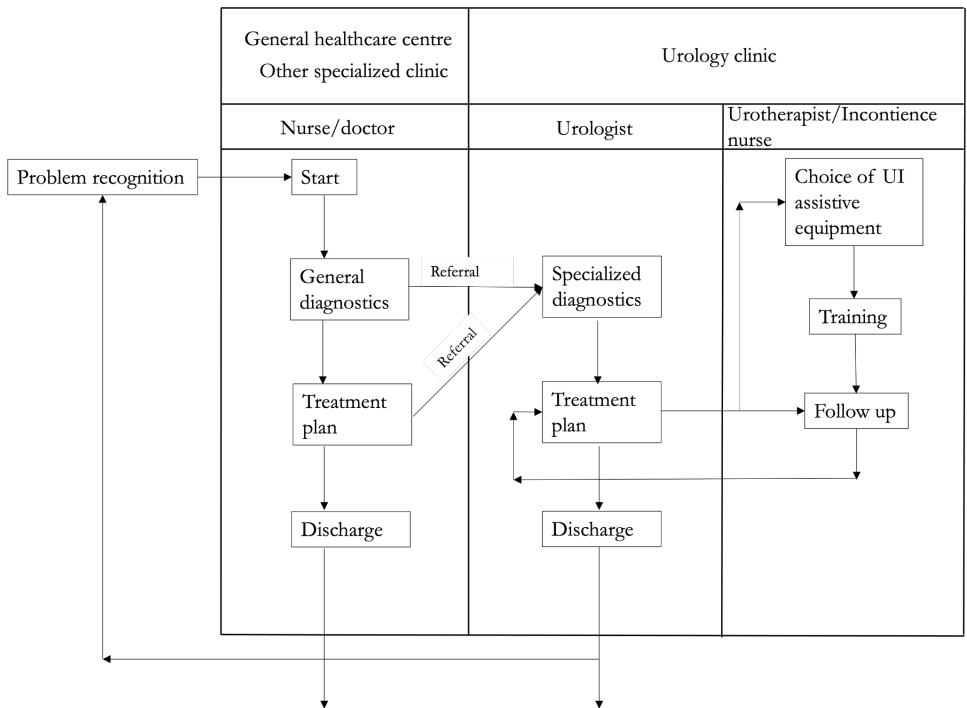 General healthcare centre
Other specialized clinic
Urology clinic
Nurse/doctor
Urologist
Urotherapist/Incontience
nurse
Problem recognition
Start
Choice of UI
assistive
equipment
General
diagnostics
Referral
Specialized
diagnostics
Training
Referral
Treatment
plan
Treatment
plan
Follow up
Discharge
Discharge